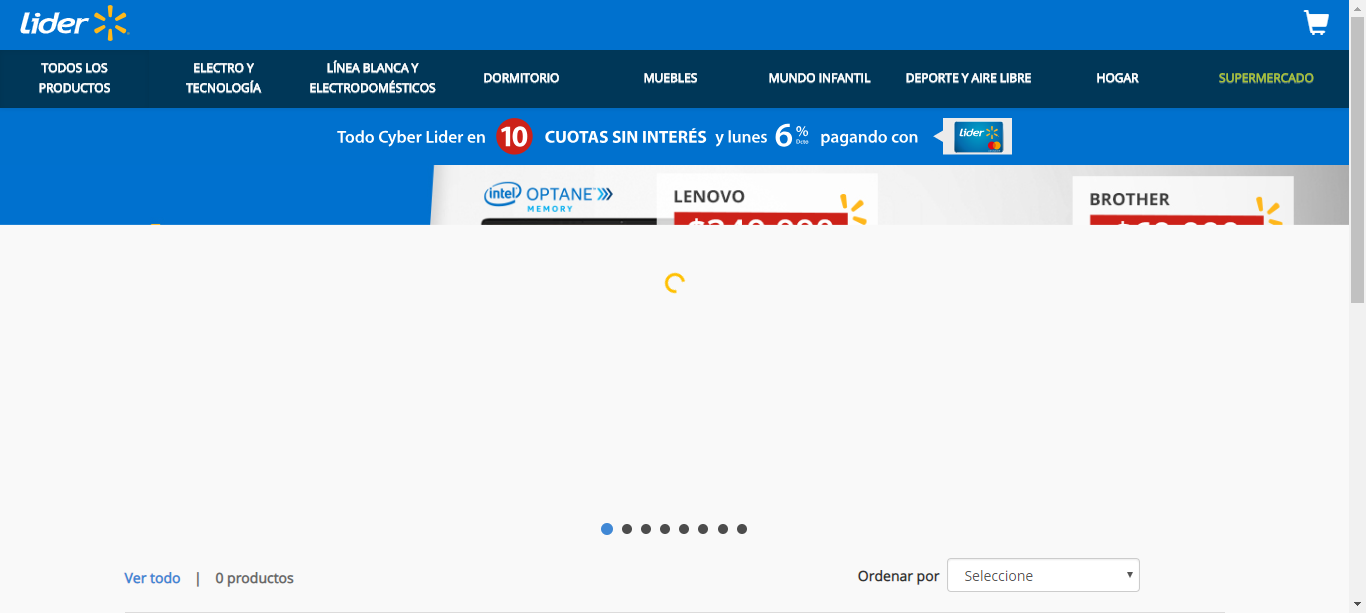 Lider
TODOS LOS
PRODUCTOS
ELECTRO Y
TECNOLOGÍA
LÍNEA BLANCA Y
ELECTRODOMÉSTICOS
DORMITORIO
MUEBLES
MUNDO INFANTIL
DEPORTE Y AIRE LIBRE
HOGAR
SUPERMERCADO
Todo Cyber Lider en 10 CUOTAS SIN INTERÉS y lunes 6% Dcto pagando con Lider
intel OPTANE
MEMORY
LENOVO
BROTHER
Ver todo | 0 productos
Ordenar por Seleccione